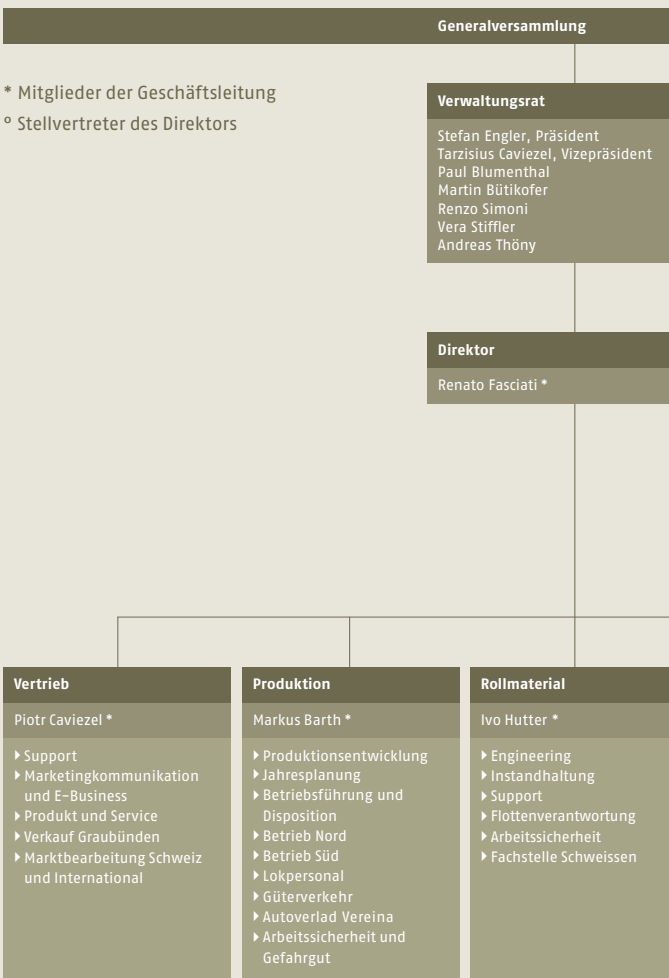 Generalversammlung
* Mitglieder der Geschäftsleitung
° Stellvertreter des Direktors
Verwaltungsrat
Stefan Engler, Präsident
Tarzisius Caviezel, Vizepräsident
Paul Blumenthal
Martin Bütikofer
Renzo Simoni
Vera Stiffler
Andreas Thöny
Direktor
Renato Fasciati *
Vertrieb
Piotr Caviezel *
Support
Marketingkommunikation
und E-Business
Produkt und Service
Verkauf Graubünden
Marktbearbeitung Schweiz
und International
Produktion
Markus Barth *
Produktionsentwicklung
Jahresplanung
Betriebsführung und
Disposition
Betrieb Nord
Betrieb Süd
Lokpersonal
Güterverkehr
Autoverlad Vereina
Arbeitssicherheit und
Gefahrgut
Rollmaterial
Ivo Hutter *
Engineering
Instandhaltung
Support
Flottenverantwortung
Arbeitssicherheit
Fachstelle Schweissen